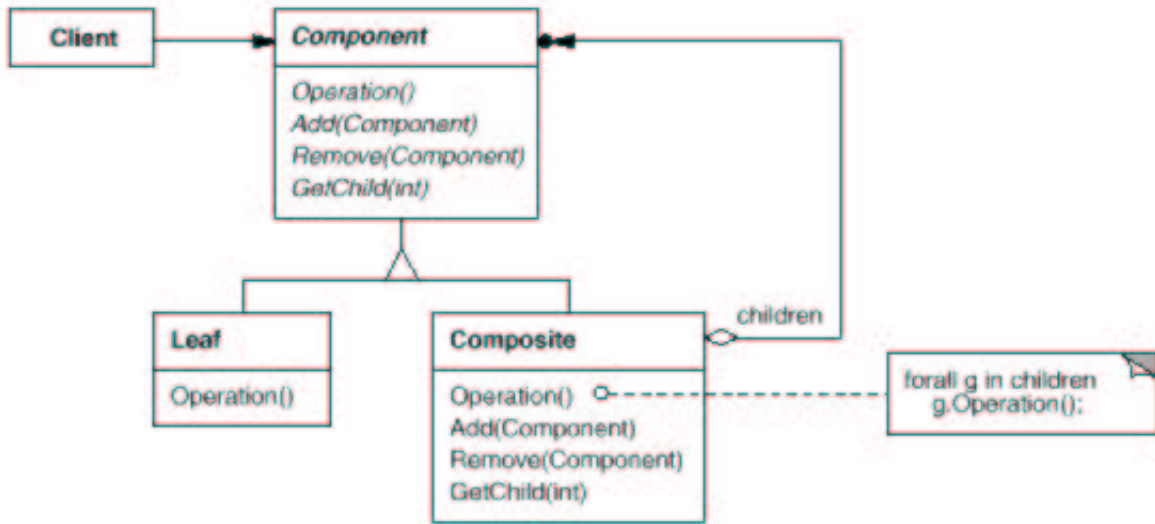 Client
Component
Operation()
Add(Component)
Remove(Component)
GetChild(int)
children
Leaf
Operation()
Composite
Operation()
Add(Component)
Remove(Component)
GetChild(int)
forall g in children
g.Operation();